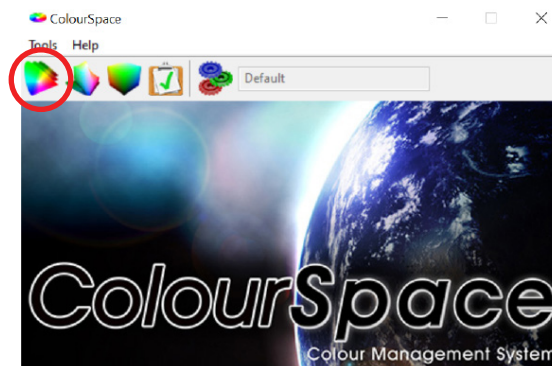 ColourSpace
Tools Help
Default
ColourSpace
Colour Management System